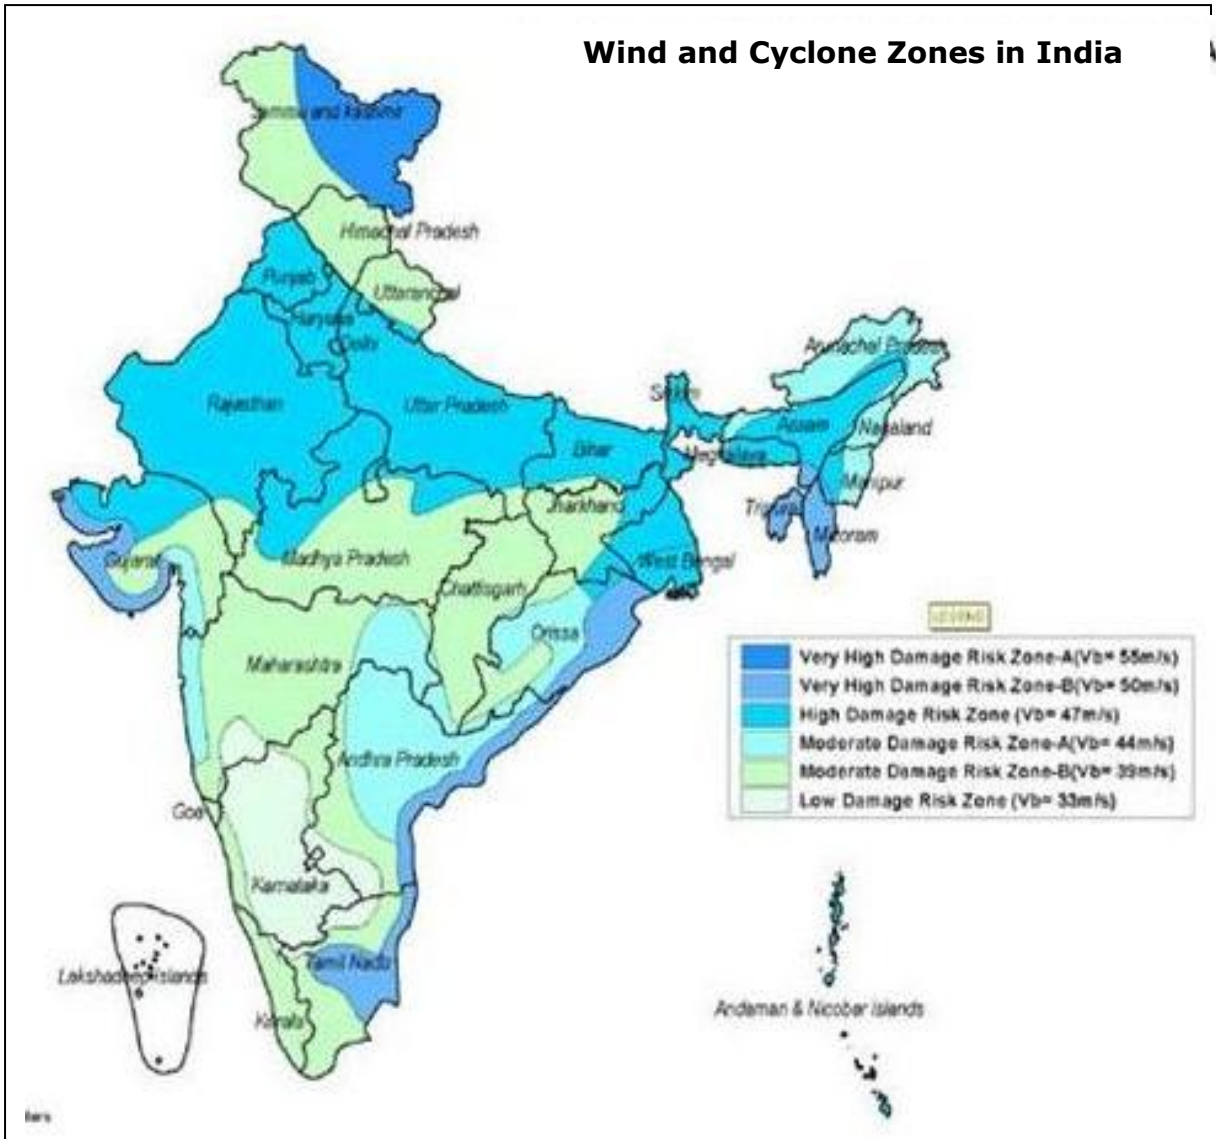 Wind and Cyclone Zones in India
Jammu and Kashmir
Himachal Pradesh
Punjab
Uttaranchal
Haryana
Delhi
Arunachal Pradesh
Sikkim
Rajasthan
Uttar Pradesh
Assam
Nagaland
Bihar
Meghalaya
Manipur
Jharkhand
Tripura
Mizoram
Gujarat
Madhya Pradesh
West Bengal
Chattisgarh
LEGEND
Orissa
Maharashtra
Very High Damage Risk Zone-A(Vb= 55m/s)
Very High Damage Risk Zone-B(Vb= 50m/s)
High Damage Risk Zone (Vb= 47m/s)
Moderate Damage Risk Zone-A(Vb= 44m/s)
Moderate Damage Risk Zone-B(Vb= 39m/s)
Low Damage Risk Zone (Vb= 33m/s)
Andhra Pradesh
Goa
Karnataka
Tamil Nadu
Lakshadeep islands
Andaman & Nicobar islands
Kerala